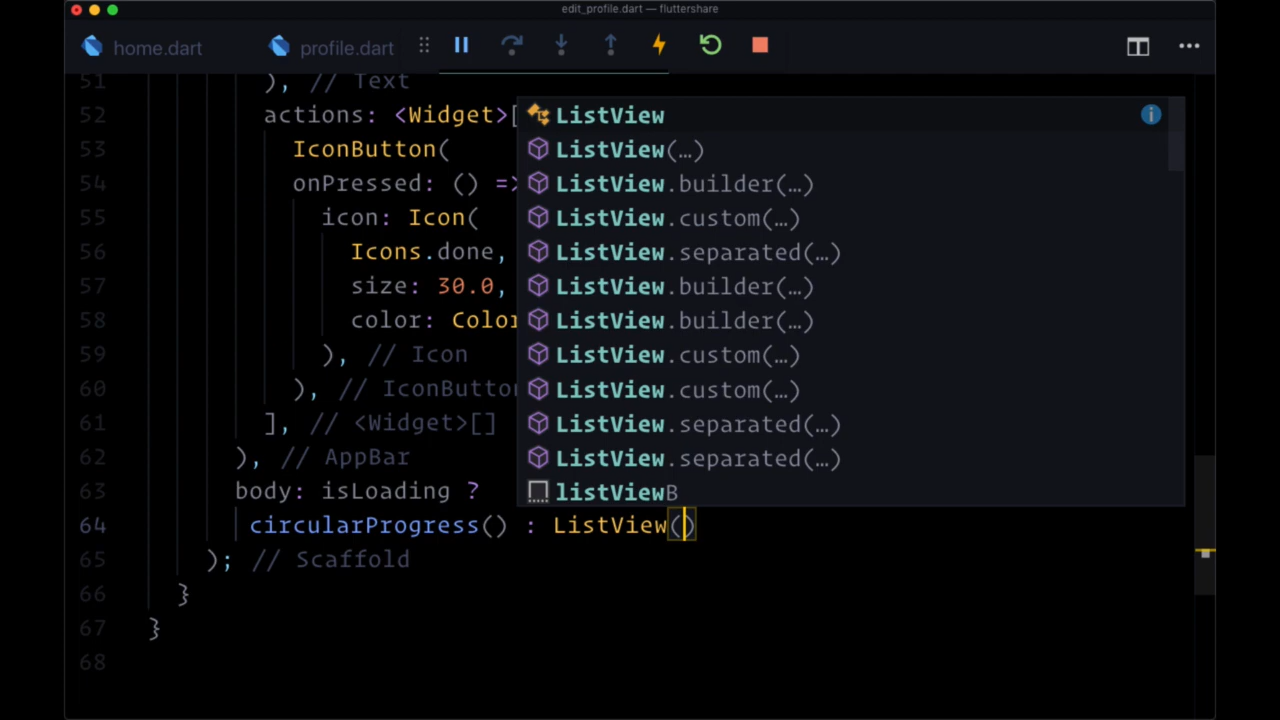 edit_profile.dart — fluttershare
home.dart profile.dart
51 ), // Text
52 actions: <Widget>[
53 IconButton(
54 onPressed: () =>
55 icon: Icon(
56 Icons.done,
57 size: 30.0,
58 color: Color
59 ), // Icon
60 ), // IconButton
61 ], // <Widget>[]
62 ), // AppBar
63 body: isLoading ?
64 circularProgress() : ListView()
65 ); // Scaffold
66 }
67 }
68
ListView
ListView(…)
ListView.builder(…)
ListView.custom(…)
ListView.separated(…)
ListView.builder(…)
ListView.builder(…)
ListView.custom(…)
ListView.custom(…)
ListView.separated(…)
ListView.separated(…)
listViewB